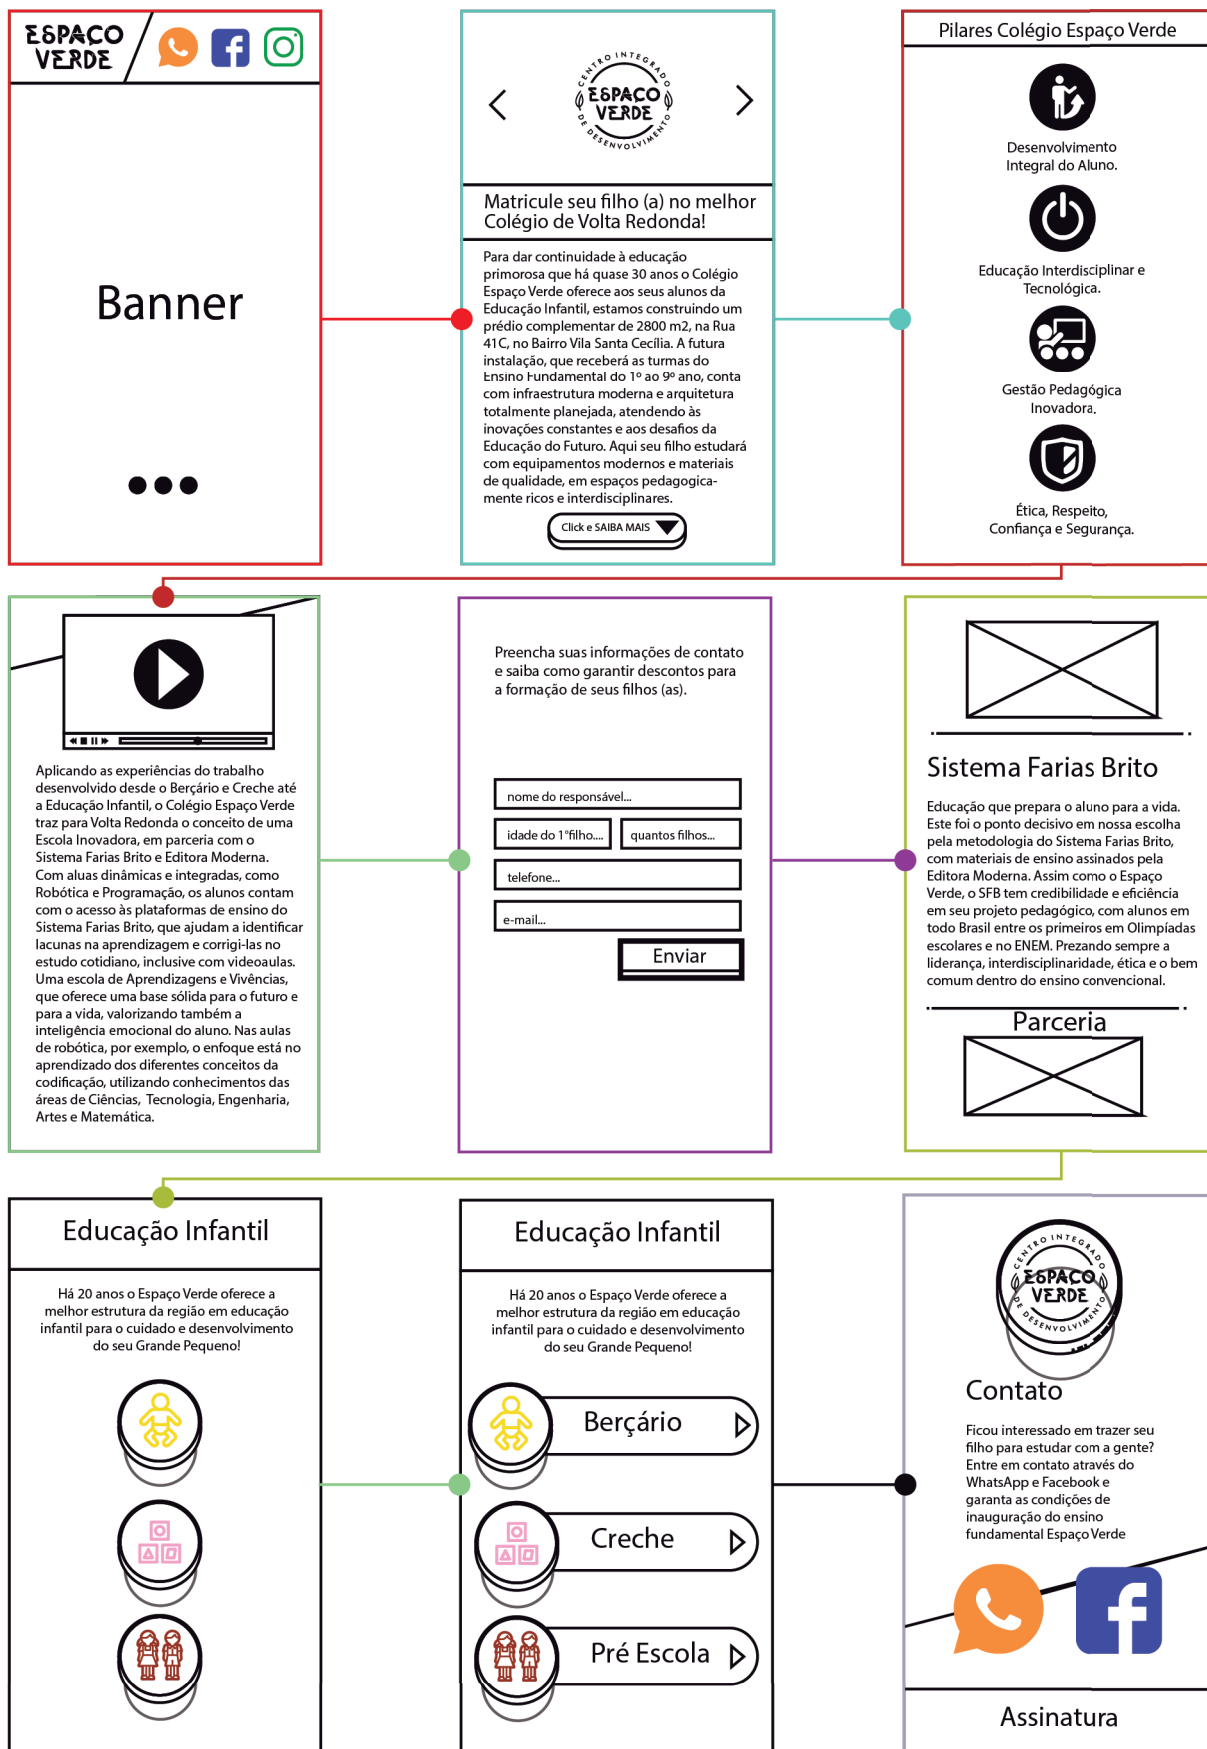 ESPAÇO
VERDE
Banner
CENTRO INTEGRADO
ESPAÇO
VERDE
DE DESENVOLVIMENTO
Matricule seu filho (a) no melhor
Colégio de Volta Redonda!
Para dar continuidade à educação
primorosa que há quase 30 anos o Colégio
Espaço Verde oferece aos seus alunos da
Educação Infantil, estamos construindo um
prédio complementar de 2800 m2, na Rua
41C, no Bairro Vila Santa Cecília. A futura
instalação, que receberá as turmas do
Ensino Fundamental do 1º ao 9º ano, conta
com infraestrutura moderna e arquitetura
totalmente planejada, atendendo às
inovações constantes e aos desafios da
Educação do Futuro. Aqui seu filho estudará
com equipamentos modernos e materiais
de qualidade, em espaços pedagogica-
mente ricos e interdisciplinares.
Click e SAIBA MAIS
Pilares Colégio Espaço Verde
Desenvolvimento
Integral do Aluno.
Educação Interdisciplinar e
Tecnológica.
Gestão Pedagógica
Inovadora.
Ética, Respeito,
Confiança e Segurança.
Aplicando as experiências do trabalho
desenvolvido desde o Berçário e Creche até
a Educação Infantil, o Colégio Espaço Verde
traz para Volta Redonda o conceito de uma
Escola Inovadora, em parceria com o
Sistema Farias Brito e Editora Moderna.
Com aluas dinâmicas e integradas, como
Robótica e Programação, os alunos contam
com o acesso às plataformas de ensino do
Sistema Farias Brito, que ajudam a identificar
lacunas na aprendizagem e corrigi-las no
estudo cotidiano, inclusive com videoaulas.
Uma escola de Aprendizagens e Vivências,
que oferece uma base sólida para o futuro e
para a vida, valorizando também a
inteligência emocional do aluno. Nas aulas
de robótica, por exemplo, o enfoque está no
aprendizado dos diferentes conceitos da
codificação, utilizando conhecimentos das
áreas de Ciências, Tecnologia, Engenharia,
Artes e Matemática.
Preencha suas informações de contato
e saiba como garantir descontos para
a formação de seus filhos (as).
nome do responsável...
idade do 1°filho.... quantos filhos...
telefone...
e-mail...
Enviar
Sistema Farias Brito
Educação que prepara o aluno para a vida.
Este foi o ponto decisivo em nossa escolha
pela metodologia do Sistema Farias Brito,
com materiais de ensino assinados pela
Editora Moderna. Assim como o Espaço
Verde, o SFB tem credibilidade e eficiência
em seu projeto pedagógico, com alunos em
todo Brasil entre os primeiros em Olimpíadas
escolares e no ENEM. Prezando sempre a
liderança, interdisciplinaridade, ética e o bem
comum dentro do ensino convencional.
Parceria
Educação Infantil
Há 20 anos o Espaço Verde oferece a
melhor estrutura da região em educação
infantil para o cuidado e desenvolvimento
do seu Grande Pequeno!
Educação Infantil
Há 20 anos o Espaço Verde oferece a
melhor estrutura da região em educação
infantil para o cuidado e desenvolvimento
do seu Grande Pequeno!
Berçário
Creche
Pré Escola
CENTRO INTEGRADO
ESPAÇO
VERDE
DE DESENVOLVIMENTO
Contato
Ficou interessado em trazer seu
filho para estudar com a gente?
Entre em contato através do
WhatsApp e Facebook e
garanta as condições de
inauguração do ensino
fundamental Espaço Verde
Assinatura